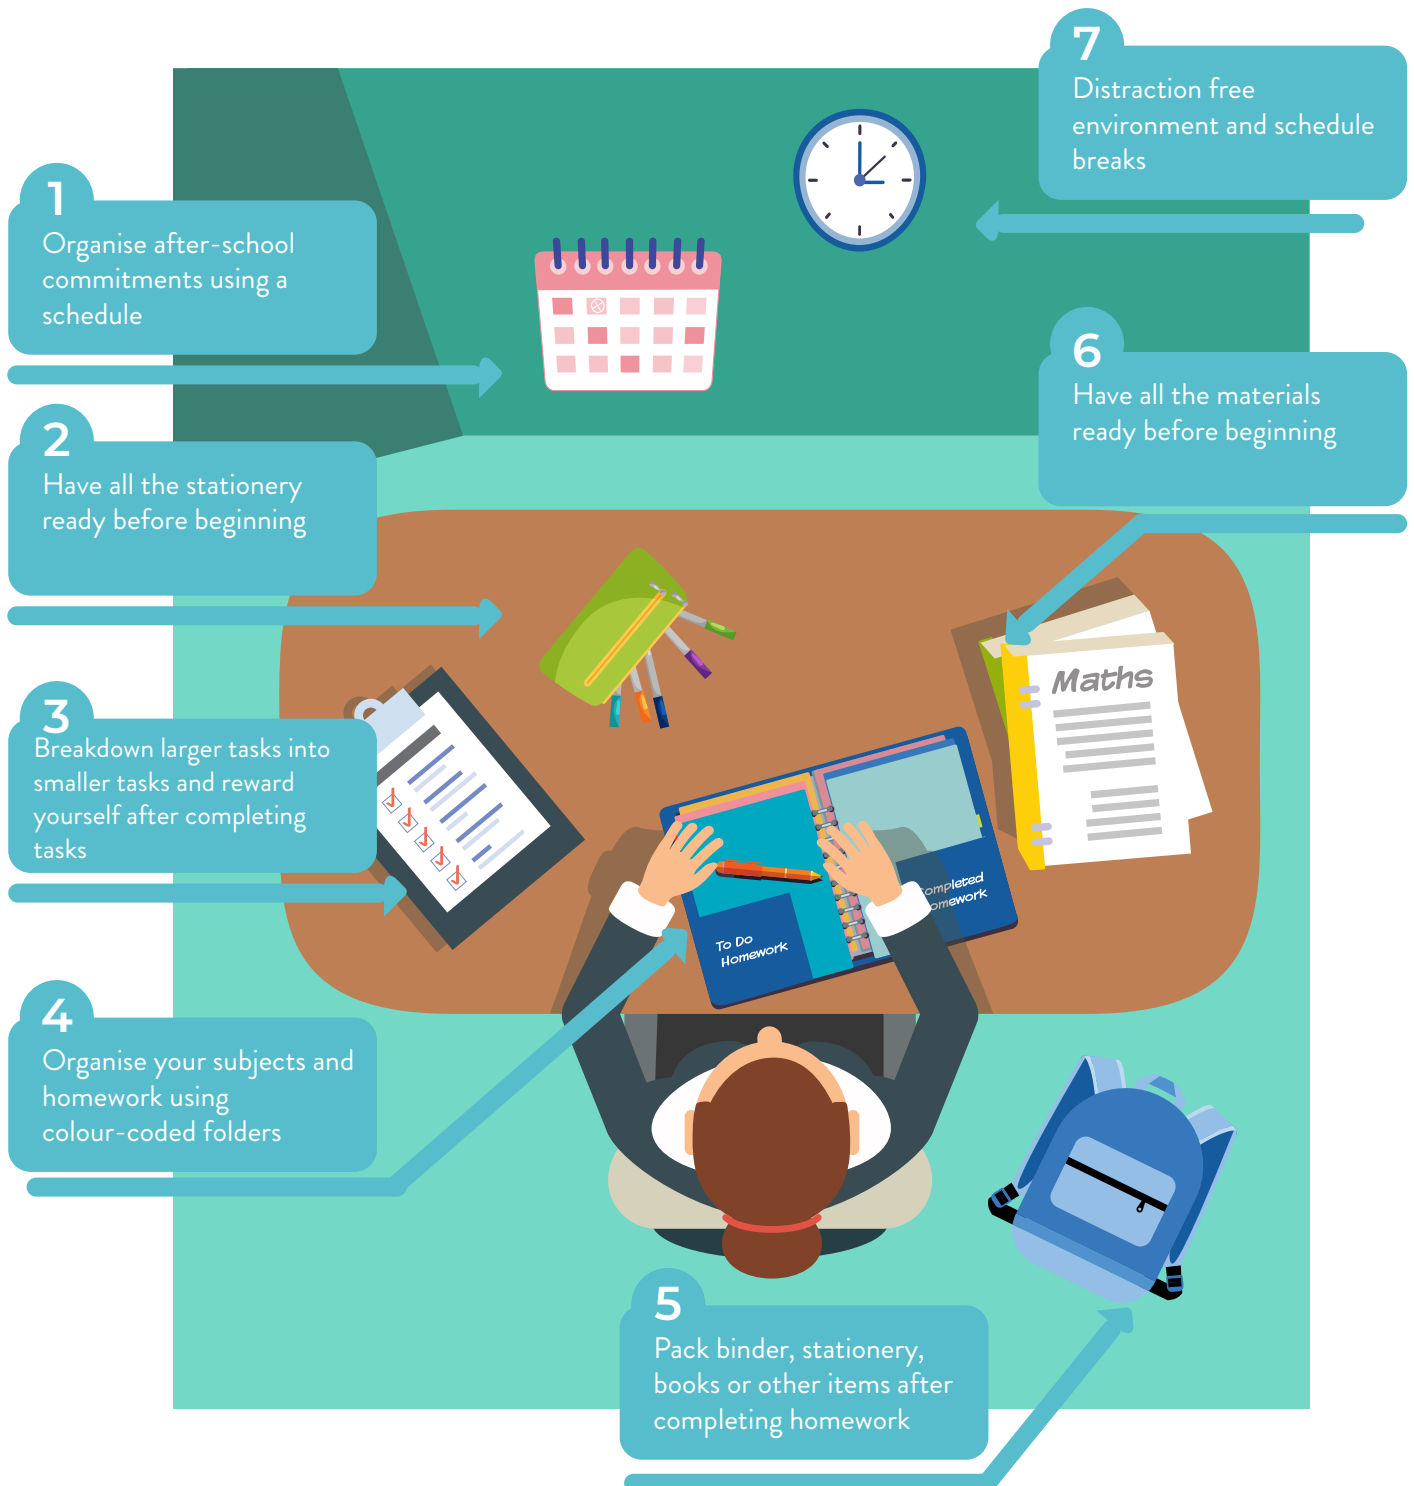 1
Organise after-school
commitments using a
schedule
2
Have all the stationery
ready before beginning
3
Breakdown larger tasks into
smaller tasks and reward
yourself after completing
tasks
4
Organise your subjects and
homework using
colour-coded folders
5
Pack binder, stationery,
books or other items after
completing homework
6
Have all the materials
ready before beginning
7
Distraction free
environment and schedule
breaks
Maths
To Do
Homework
Completed
omework